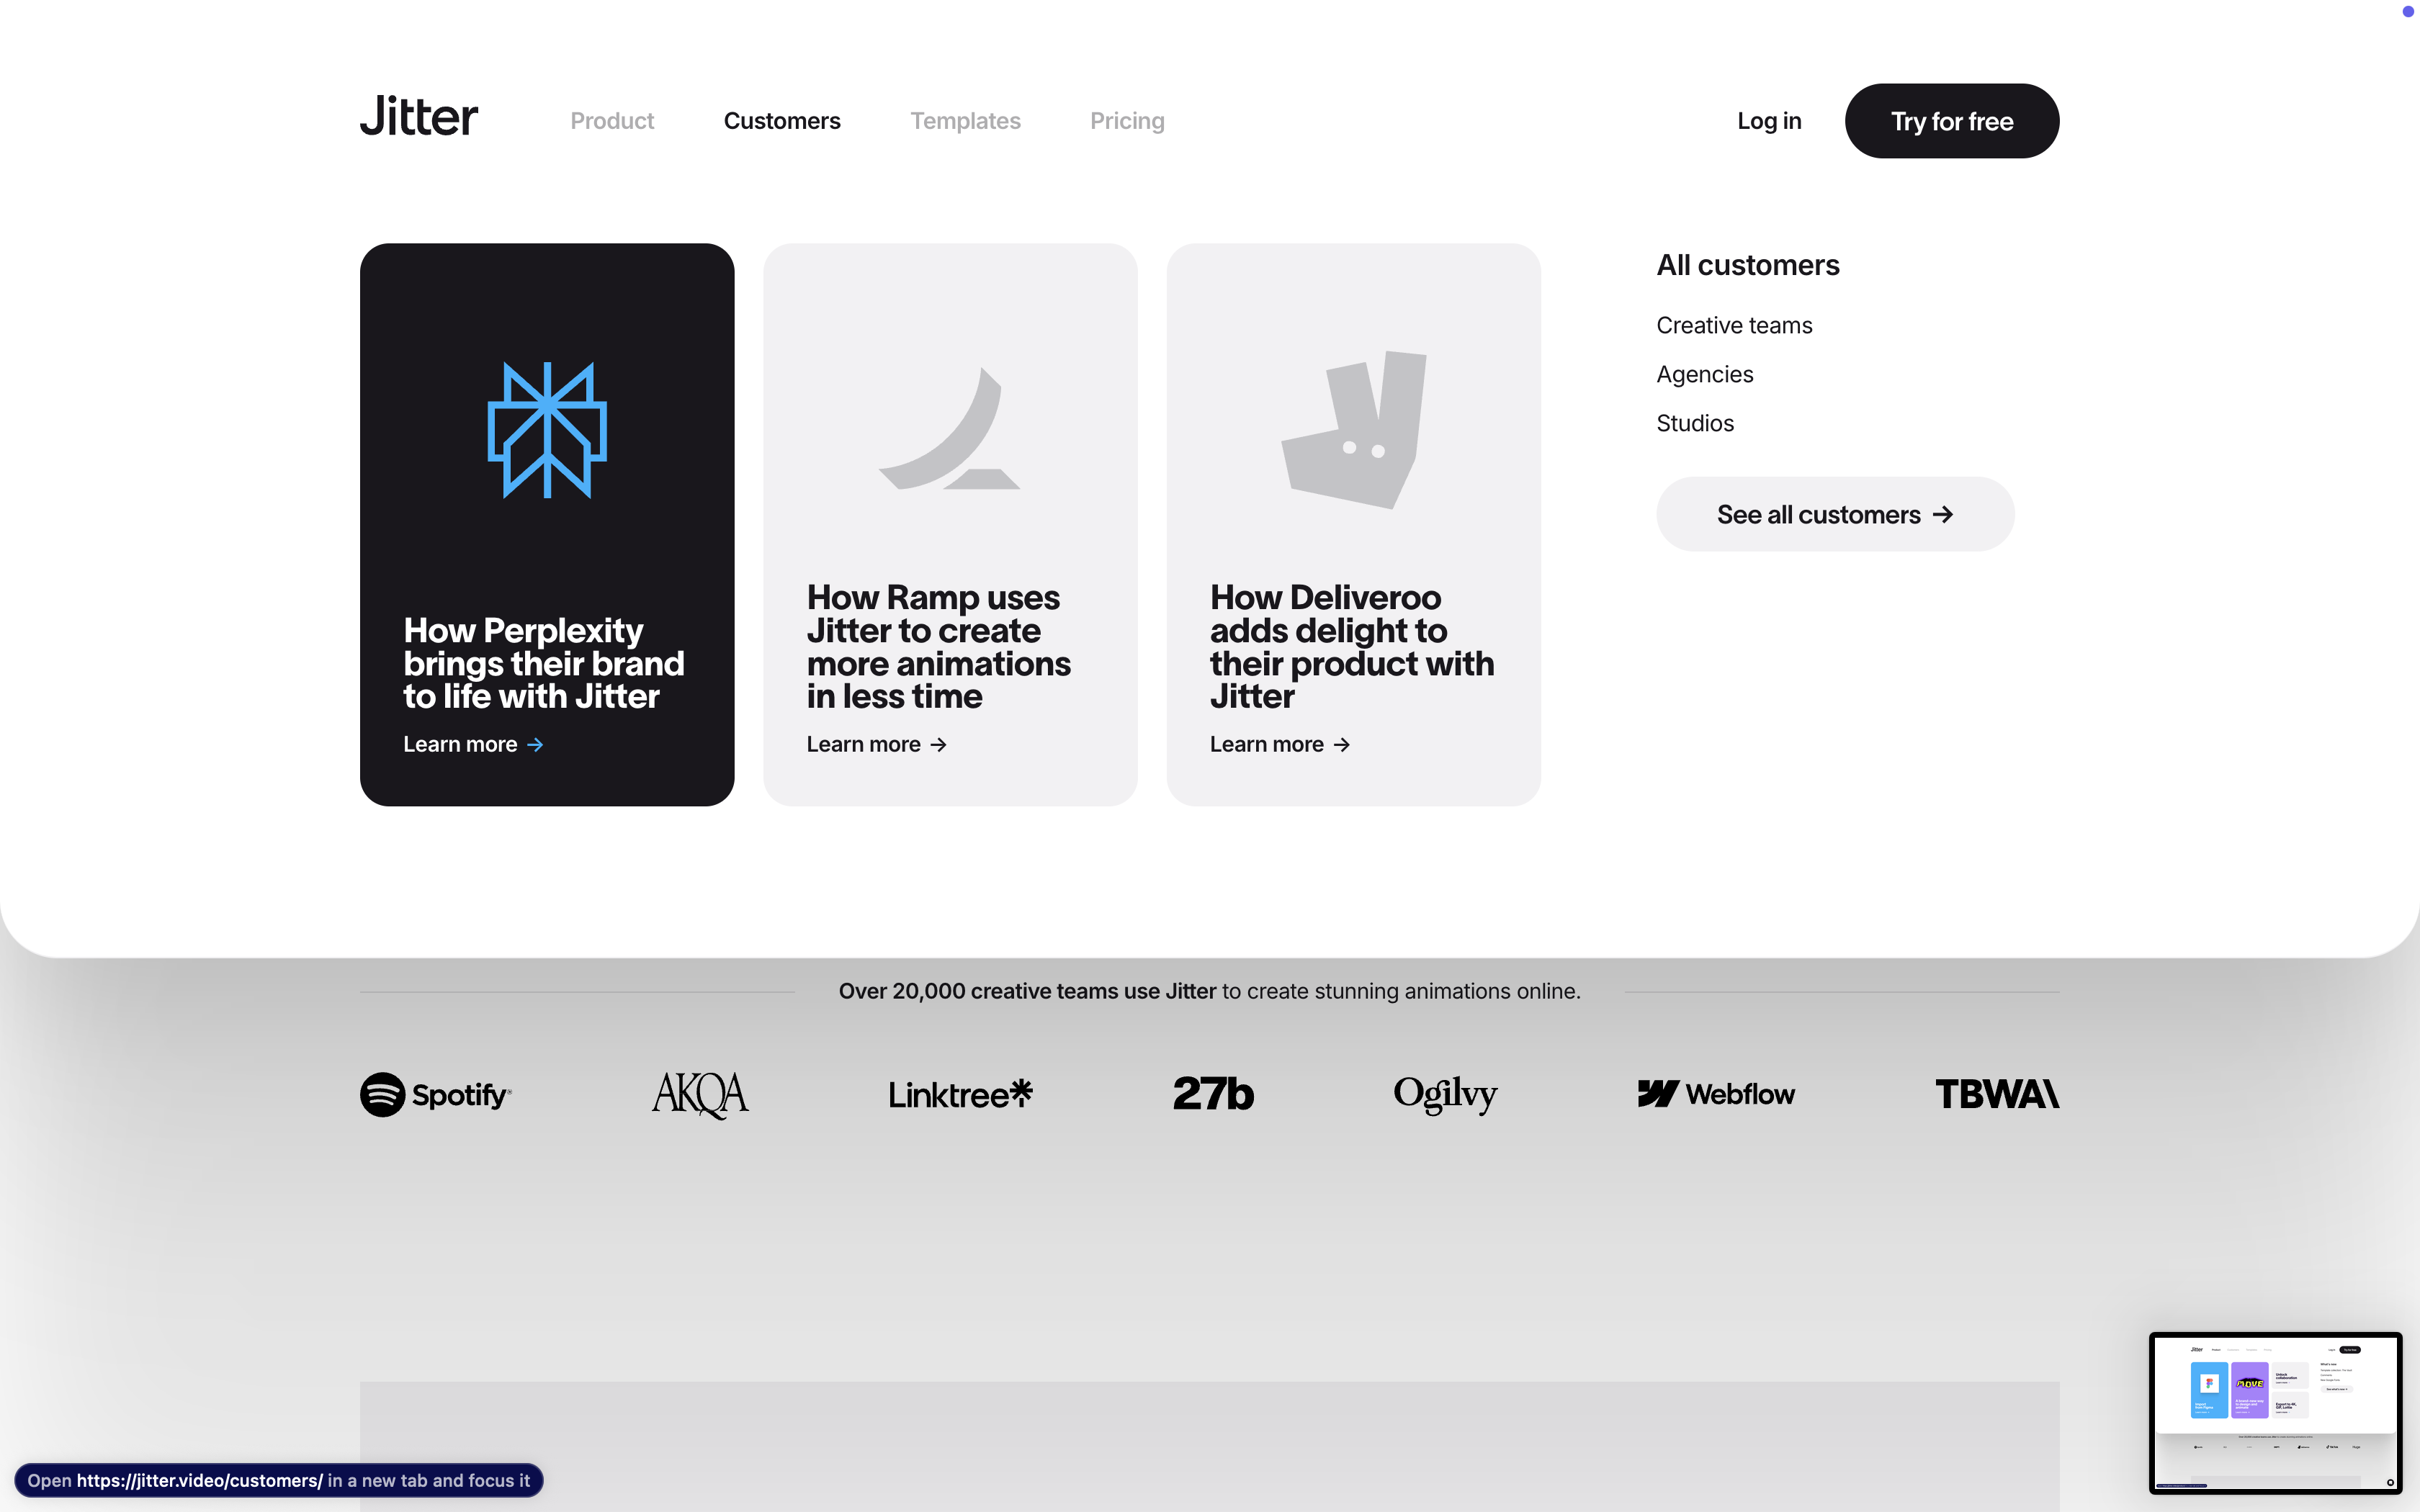 Jitter
Product
Customers
Templates
Pricing
Log in
Try for free
How Perplexity
brings their brand
to life with Jitter
Learn more →
How Ramp uses
Jitter to create
more animations
in less time
Learn more →
How Deliveroo
adds delight to
their product with
Jitter
Learn more →
All customers
Creative teams
Agencies
Studios
See all customers →
Over 20,000 creative teams use Jitter to create stunning animations online.
Spotify
AKQA
Linktree
27b
Ogilvy
Webflow
TBWA\
Jitter
MOVE
Open https://jitter.video/customers/ in a new tab and focus it